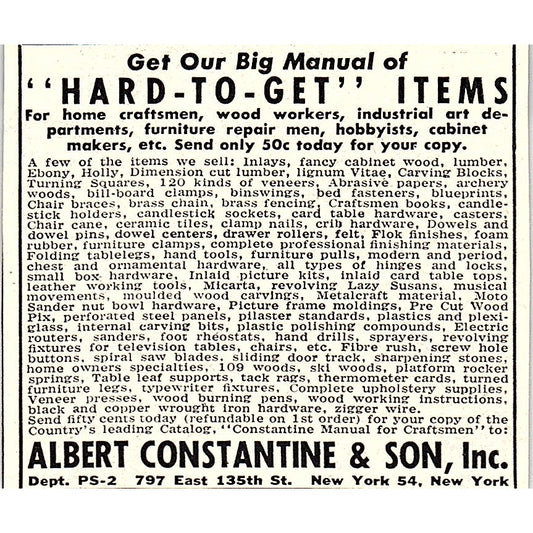 Get Our Big Manual of
“HARD-TO-GET” ITEMS
For home craftsmen, wood workers, industrial art de-
partments, furniture repair men, hobbyists, cabinet
makers, etc. Send only 50c today for your copy.
A few of the items we sell: Inlays, fancy cabinet wood, lumber,
Ebony, Holly, Dimension cut lumber, lignum Vitae, Carving Blocks,
Turning Squares, 120 kinds of veneers, Abrasive papers, archery
woods, bill-board clamps, binswings, bed fasteners, blueprints,
Chair braces, brass chain, brass fencing, Craftsmen books, candle-
stick holders, candlestick sockets, card table hardware, casters,
Chair cane, ceramic tiles, clamp nails, crib hardware, Dowels and
dowel pins, dowel centers, drawer rollers, felt, Flok finishes, foam
rubber, furniture clamps, complete professional finishing materials,
Folding tablelegs, hand tools, furniture pulls, modern and period,
chest and ornamental hardware, all types of hinges and locks,
small hardware. Inlaid picture kits, inlaid card table tops,
leather working tools, Micarta, revolving Lazy Susans, musical
movements, moulded wood carvings, Metalcraft material, Moto
Sander nut bowl hardware, Picture frame moldings, Pre Cut Wood
Pix, perforated steel panels, pilaster standards, plastics and plexi-
glass, internal carving bits, plastic polishing compounds, Electric
routers, sanders, foot rheostats, hand drills, sprayers, revolving
fixtures for television tables, chairs, etc. Fibre rush, screw hole
buttons, spiral saw blades, sliding door track, sharpening stones,
home owners specialties, 109 woods, ski woods, platform rocker
springs, Table leaf supports, tack rags, thermometer cards, turned
furniture legs, typewriter fixtures, Complete upholstery supplies,
Veneer presses, wood burning pens, wood working instructions,
black and copper wrought iron hardware, zigger wire.
Send fifty cents today (refundable on 1st order) for your copy of the
Country's leading Catalog, “Constantine Manual for Craftsmen” to:
ALBERT CONSTANTINE & SON, Inc.
Dept. PS-2 797 East 135th St. New York 54, New York